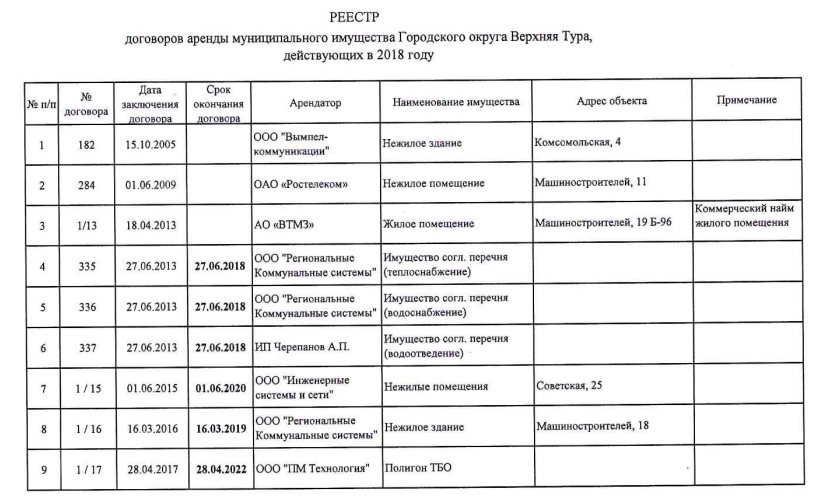 РЕЕСТР
договоров аренды муниципального имущества Городского округа Верхняя Тура,
действующих в 2018 году
№ п/п	№ договора	Дата заключения договора	Срок окончания договора	Арендатор	Наименование имущества	Адрес объекта	Примечание
1	182	15.10.2005		ООО "Вымпел-коммуникации"	Нежилое здание	Комсомольская, 4
2	284	01.06.2009		ОАО «Ростелеком»	Нежилое помещение	Машиностроителей, 11
3	1/13	18.04.2013		АО «ВТМЗ»	Жилое помещение	Машиностроителей, 19 Б-96	Коммерческий найм жилого помещения
4	335	27.06.2013	27.06.2018	ООО "Региональные Коммунальные системы"	Имущество согл. перечня (теплоснабжение)
5	336	27.06.2013	27.06.2018	ООО "Региональные Коммунальные системы"	Имущество согл. перечня (водоснабжение)
6	337	27.06.2013	27.06.2018	ИП Черепанов А.П.	Имущество согл. перечня (водоотведение)
7	1 / 15	01.06.2015	01.06.2020	ООО "Инженерные системы и сети"	Нежилые помещения	Советская, 25
8	1 / 16	16.03.2016	16.03.2019	ООО "Региональные Коммунальные системы"	Нежилое здание	Машиностроителей, 18
9	1 / 17	28.04.2017	28.04.2022	ООО "ПМ Технология"	Полигон ТБО